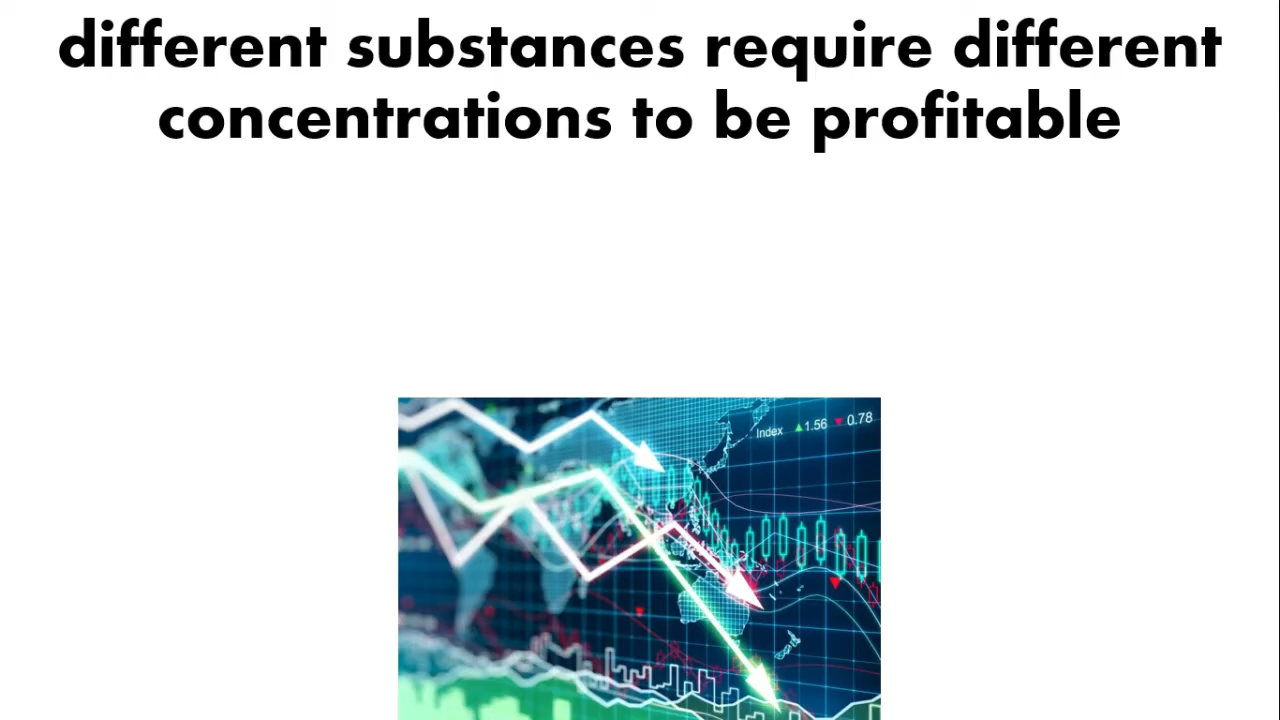 different substances require different
concentrations to be profitable
Index ▲1.56 ▼0.78